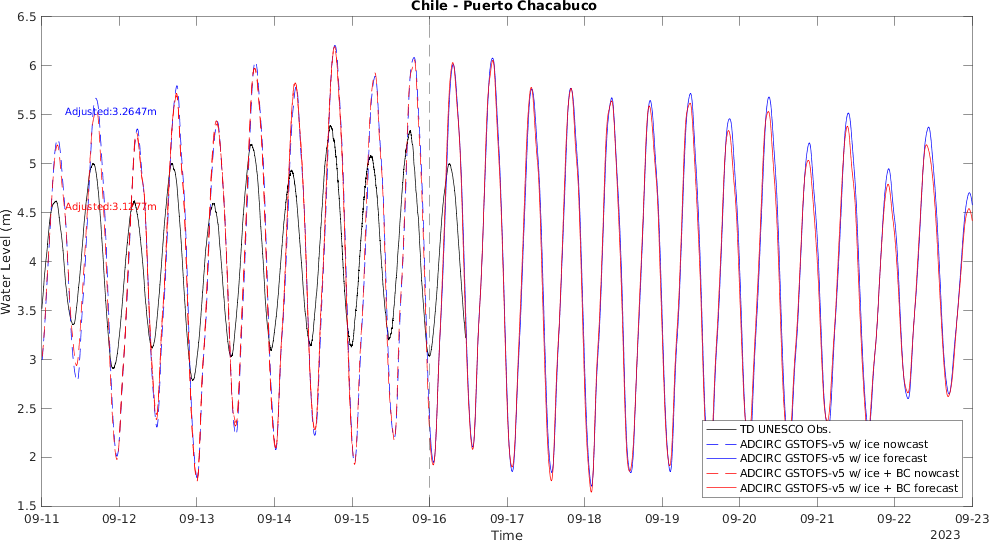 Chile - Puerto Chacabuco
6.5
6
5.5
5
4.5
4
3.5
3
2.5
2
1.5
Water Level (m)
Adjusted:3.2647m
Adjusted:3.1277m
TD UNESCO Obs.
ADCIRC GSTOFS-v5 w/ ice nowcast
ADCIRC GSTOFS-v5 w/ ice forecast
ADCIRC GSTOFS-v5 w/ ice + BC nowcast
ADCIRC GSTOFS-v5 w/ ice + BC forecast
09-11 09-12 09-13 09-14 09-15 09-16 09-17 09-18 09-19 09-20 09-21 09-22 09-23
Time
2023